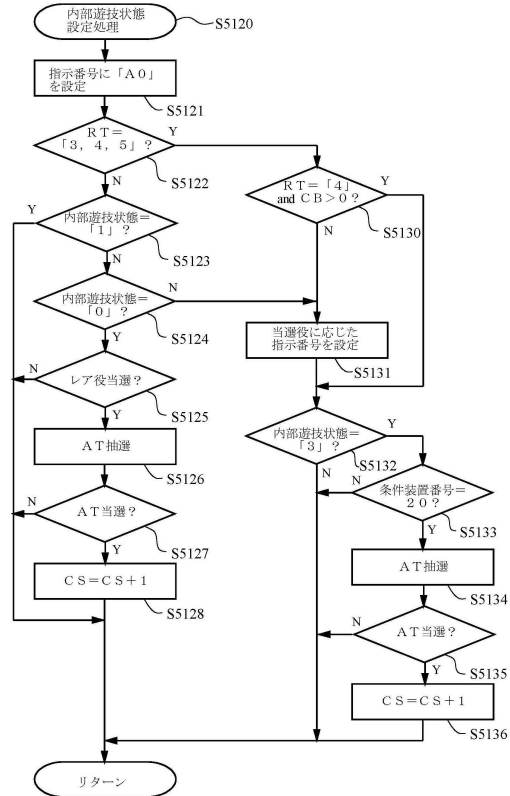 内部遊技状態
設定処理
S5120
指示番号に「Ａ０」
を設定
S5121
ＲＴ＝
「３，４，５」？
Y
S5122
N
ＲＴ＝「４」
and ＣＢ＞０？
Y
S5130
N
Y
内部遊技状態＝
「１」？
S5123
N
内部遊技状態＝
「０」？
N
S5124
Y
当選役に応じた
指示番号を設定
S5131
N
レア役当選？
S5125
Y
内部遊技状態＝
「３」？
Y
S5132
N
ＡＴ抽選
S5126
N
条件装置番号＝
２０？
S5133
Y
N
ＡＴ当選？
S5127
Y
ＡＴ抽選
S5134
ＣＳ＝ＣＳ＋１
S5128
N
ＡＴ当選？
S5135
Y
ＣＳ＝ＣＳ＋１
S5136
リターン